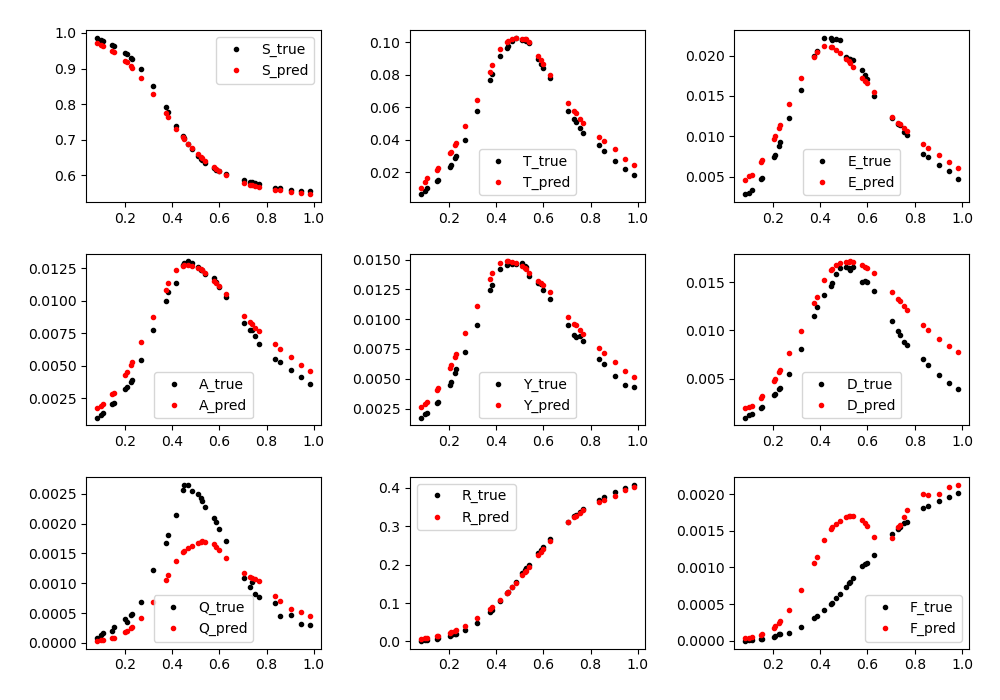 1.0
0.9
0.8
0.7
0.6
0.2 0.4 0.6 0.8 1.0
S_true
S_pred
0.10
0.08
0.06
0.04
0.02
0.2 0.4 0.6 0.8 1.0
T_true
T_pred
0.020
0.015
0.010
0.005
0.2 0.4 0.6 0.8 1.0
E_true
E_pred
0.0125
0.0100
0.0075
0.0050
0.0025
0.2 0.4 0.6 0.8 1.0
A_true
A_pred
0.0150
0.0125
0.0100
0.0075
0.0050
0.0025
0.2 0.4 0.6 0.8 1.0
Y_true
Y_pred
0.015
0.010
0.005
0.2 0.4 0.6 0.8 1.0
D_true
D_pred
0.0025
0.0020
0.0015
0.0010
0.0005
0.0000
0.2 0.4 0.6 0.8 1.0
Q_true
Q_pred
0.4
0.3
0.2
0.1
0.0
0.2 0.4 0.6 0.8 1.0
R_true
R_pred
0.0020
0.0015
0.0010
0.0005
0.0000
0.2 0.4 0.6 0.8 1.0
F_true
F_pred